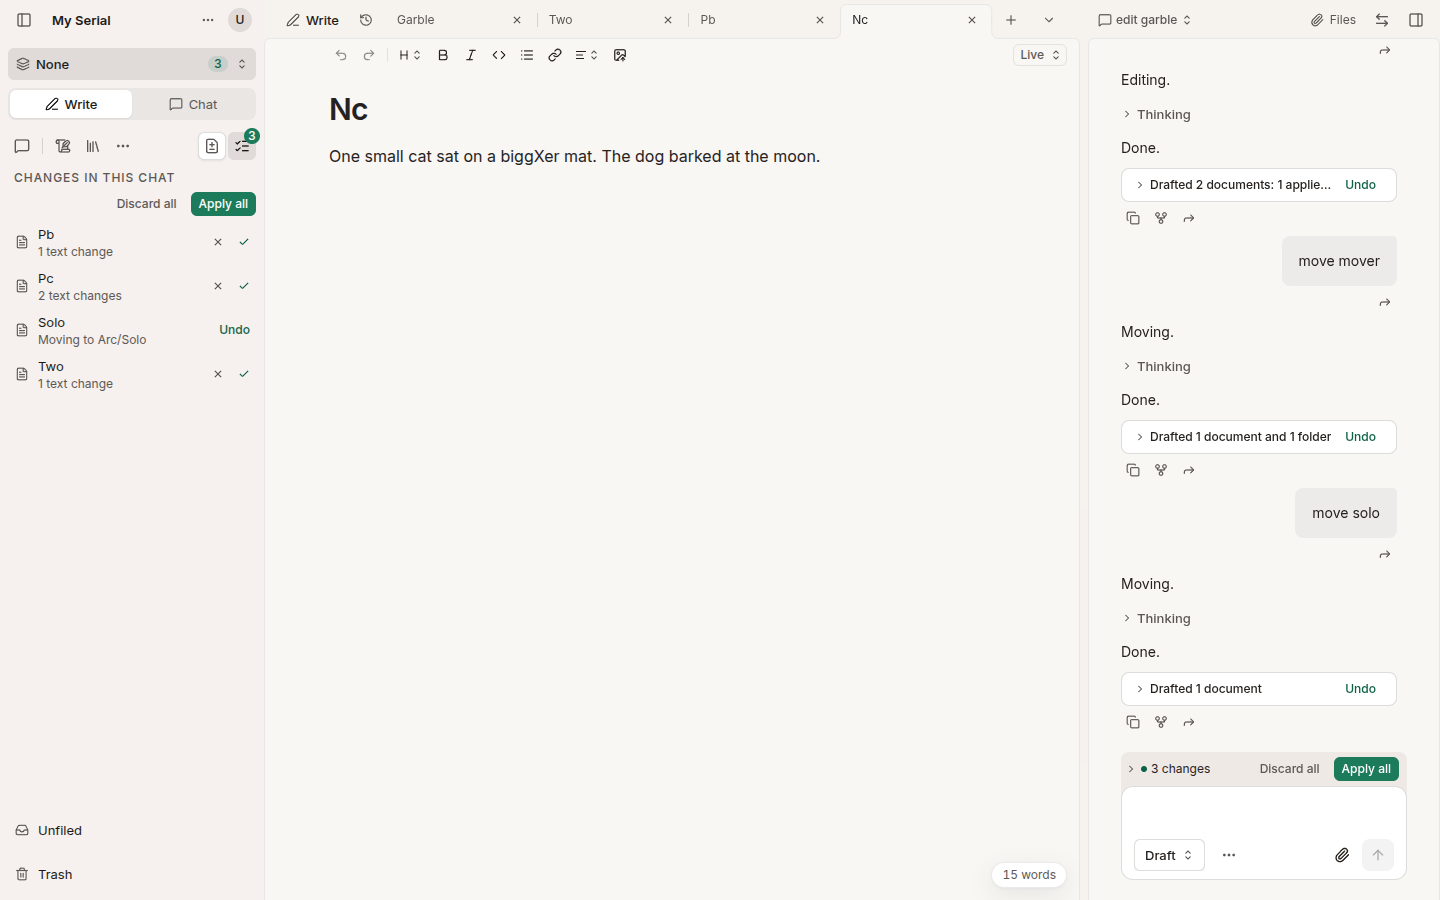 My Serial
U
None
3
Write
Chat
3
CHANGES IN THIS CHAT
Discard all
Apply all
Pb
1 text change
Pc
2 text changes
Solo
Moving to Arc/Solo
Undo
Two
1 text change
Unfiled
Trash
Write
Garble
Two
Pb
Nc
H
B
I
Live
Nc
One small cat sat on a biggXer mat. The dog barked at the moon.
15 words
edit garble
Files
Editing.
Thinking
Done.
Drafted 2 documents: 1 applie...
Undo
move mover
Moving.
Thinking
Done.
Drafted 1 document and 1 folder
Undo
move solo
Moving.
Thinking
Done.
Drafted 1 document
Undo
3 changes
Discard all
Apply all
Draft